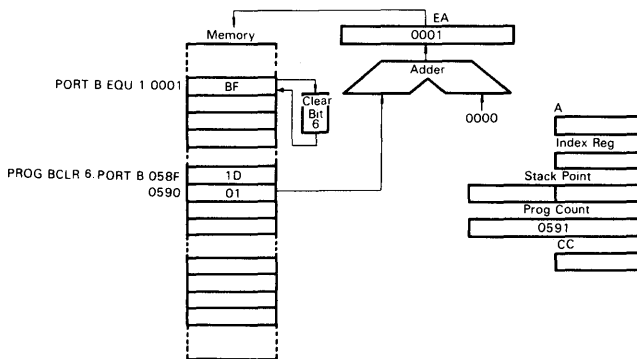 EA
Memory
0001
Adder
PORT B EQU 1 0001
BF
Clear
Bit
6
0000
A
Index Reg
PROG BCLR 6. PORT B 058F
1D
Stack Point
0590
01
Prog Count
0591
CC